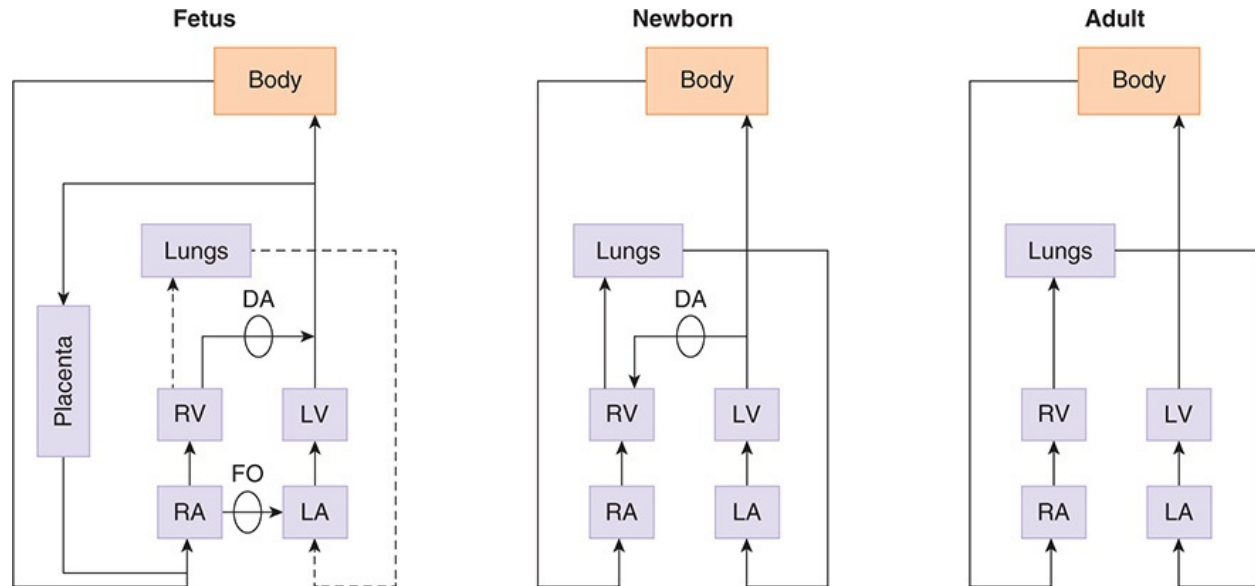 Fetus
Body
Lungs
DA
Placenta
RV
LV
FO
RA
LA
Newborn
Body
Lungs
DA
RV
LV
RA
LA
Adult
Body
Lungs
RV
LV
RA
LA